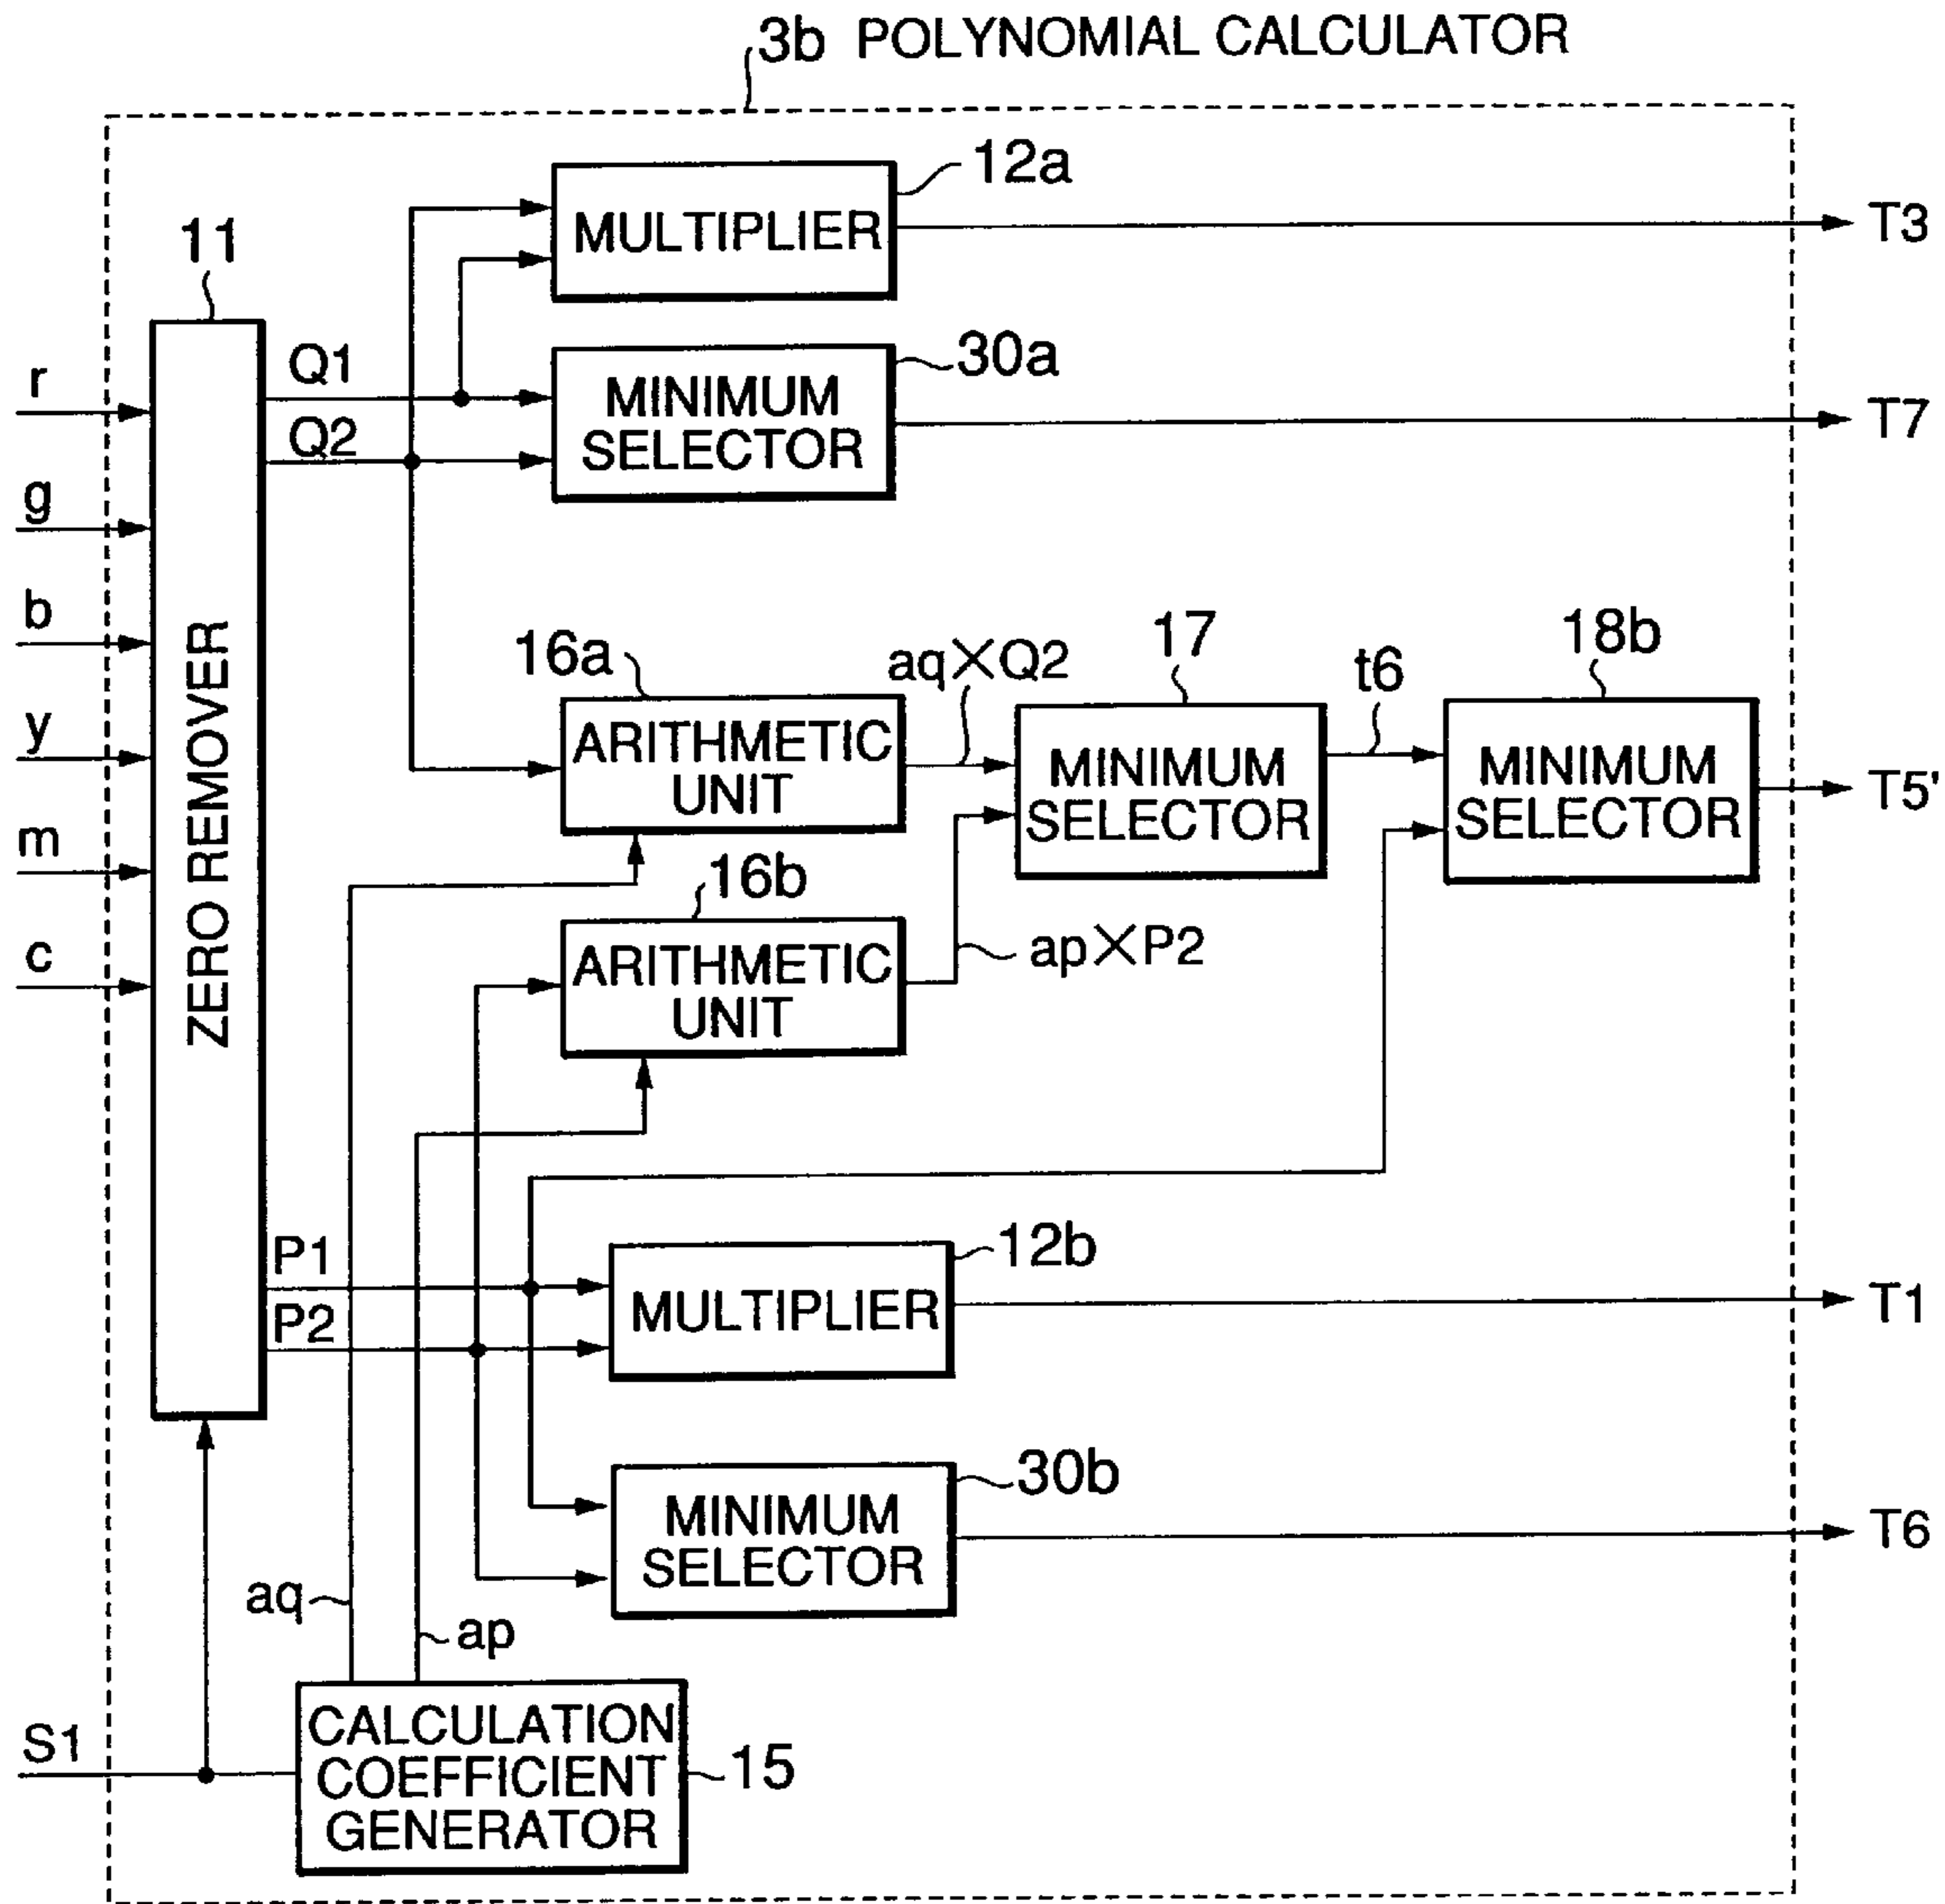 3b POLYNOMIAL CALCULATOR
12a
MULTIPLIER
T3
11
Q1
30a
r
MINIMUM
SELECTOR
T7
Q2
g
b
16a
aq×Q2
17
t6
18b
y
ARITHMETIC
UNIT
MINIMUM
SELECTOR
MINIMUM
SELECTOR
T5'
ZERO REMOVER
m
16b
c
ARITHMETIC
UNIT
ap×P2
P1
12b
P2
MULTIPLIER
T1
30b
MINIMUM
SELECTOR
T6
aq
ap
S1
CALCULATION
COEFFICIENT
GENERATOR
15